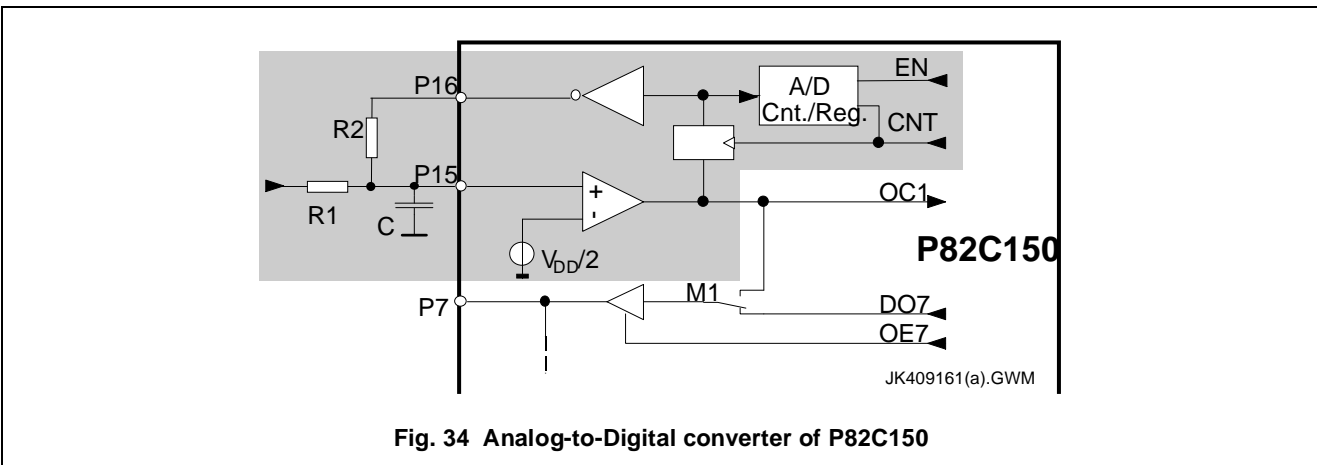 P16
EN
A/D
Cnt./Reg.
CNT
R2
P15
R1
C
+
-
VDD/2
OC1
P82C150
P7
M1
DO7
OE7
JK409161(a).GWM
Fig. 34 Analog-to-Digital converter of P82C150